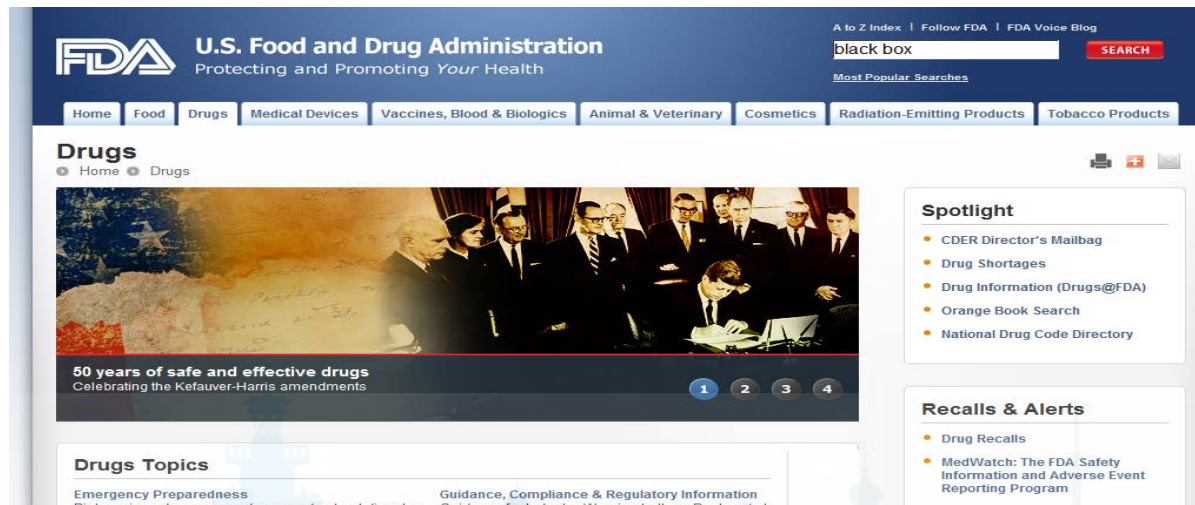 A to Z Index | Follow FDA | FDA Voice Blog
FDA
U.S. Food and Drug Administration
Protecting and Promoting Your Health
black box
SEARCH
Most Popular Searches
Home Food Drugs Medical Devices Vaccines, Blood & Biologics Animal & Veterinary Cosmetics Radiation-Emitting Products Tobacco Products
Drugs
Home Drugs
50 years of safe and effective drugs
Celebrating the Kefauver-Harris amendments
1 2 3 4
Spotlight
CDER Director's Mailbag
Drug Shortages
Drug Information (Drugs@FDA)
Orange Book Search
National Drug Code Directory
Recalls & Alerts
Drug Recalls
MedWatch: The FDA Safety
Information and Adverse Event
Reporting Program
Drugs Topics
Emergency Preparedness
Guidance, Compliance & Regulatory Information